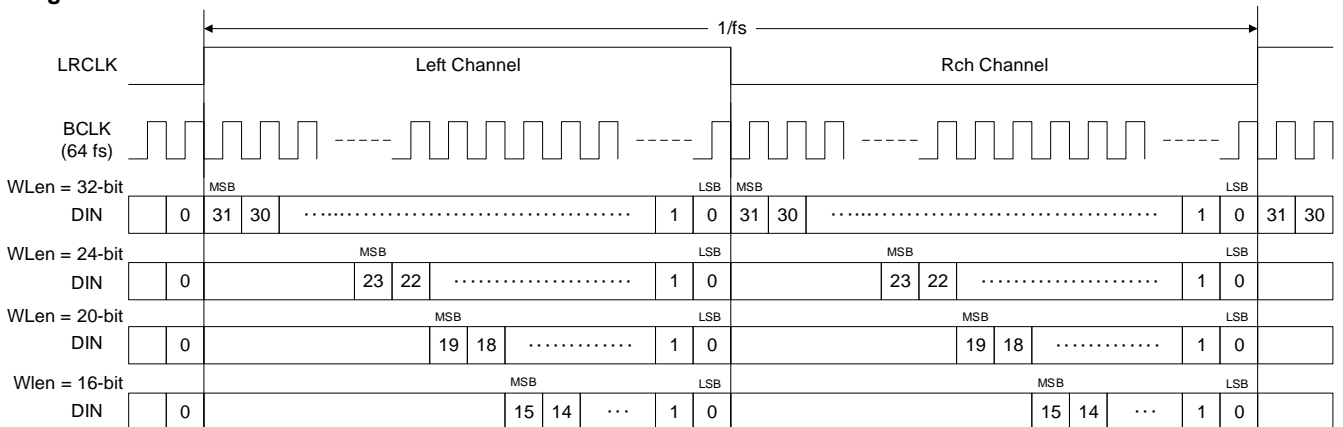 1/fs
LRCLK Left Channel Rch Channel
BCLK
(64 fs)
WLen = 32-bit MSB LSB MSB LSB
DIN 0 31 30 1 0 31 30 1 0 31 30
WLen = 24-bit MSB LSB MSB LSB
DIN 0 23 22 1 0 23 22 1 0
WLen = 20-bit MSB LSB MSB LSB
DIN 0 19 18 1 0 19 18 1 0
Wlen = 16-bit MSB LSB MSB LSB
DIN 0 15 14 ... 1 0 15 14 ... 1 0